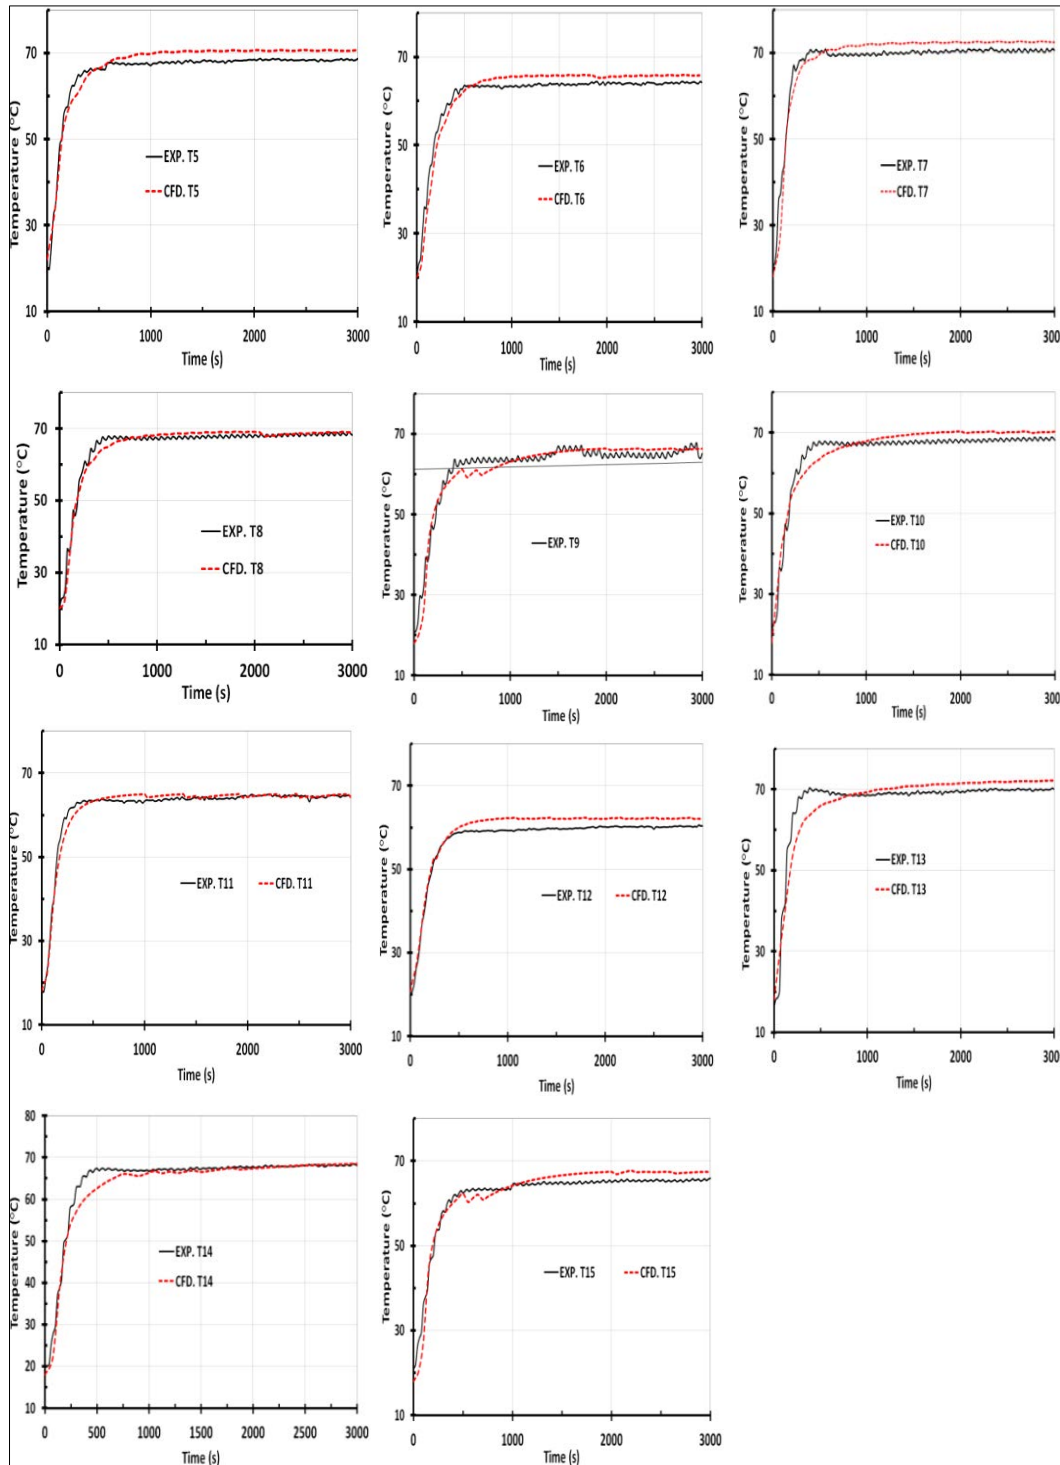 Temperature (°C)
70
50
30
10
EXP. T5
CFD. T5
0 1000 2000 3000
Time (s)
Temperature (°C)
70
50
30
10
EXP. T6
CFD. T6
0 1000 2000 3000
Time (s)
Temperature (°C)
70
50
30
10
EXP. T7
CFD. T7
0 1000 2000 300
Time (s)
Temperature (°C)
70
50
30
10
EXP. T8
CFD. T8
0 1000 2000 3000
Time (s)
Temperature (°C)
70
50
30
10
EXP. T9
0 1000 2000 3000
Time (s)
Temperature (°C)
70
50
30
10
EXP. T10
CFD. T10
0 1000 2000 300
Time (s)
Temperature (°C)
70
50
30
10
EXP. T11 CFD. T11
0 1000 2000 3000
Time (s)
Temperature (°C)
70
50
30
10
EXP. T12 CFD. T12
0 1000 2000 3000
Time (s)
Temperature (°C)
70
50
30
10
EXP. T13
CFD. T13
0 1000 2000 300
Time (s)
Temperature (°C)
80
70
60
50
40
30
20
10
EXP. T14
CFD. T14
0 500 1000 1500 2000 2500 3000
Time (s)
Temperature (°C)
70
50
30
10
EXP. T15 CFD. T15
0 1000 2000 3000
Time (s)